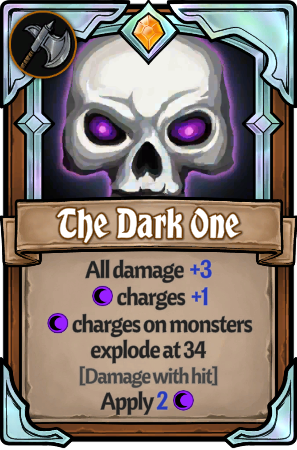 The Dark One
All damage +3
charges +1
charges on monsters
explode at 34
[Damage with hit]
Apply 2